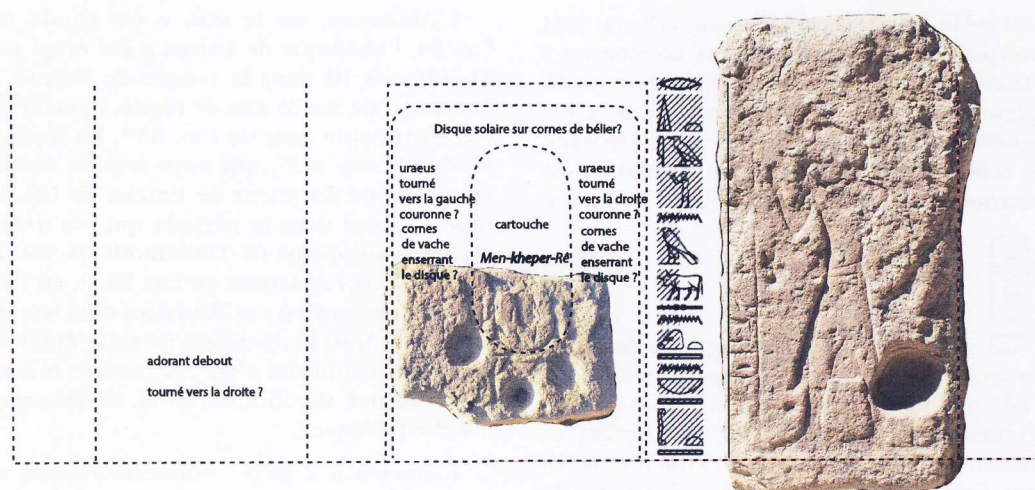 Disque solaire sur cornes de bélier?
uraeus
tourné
vers la gauche
couronne ?
cornes
de vache
enserrant
le disque ?
cartouche
Men-kheper-Rê
uraeus
tourné
vers la droite
couronne ?
cornes
de vache
enserrant
le disque ?
adorant debout
tourné vers la droite ?